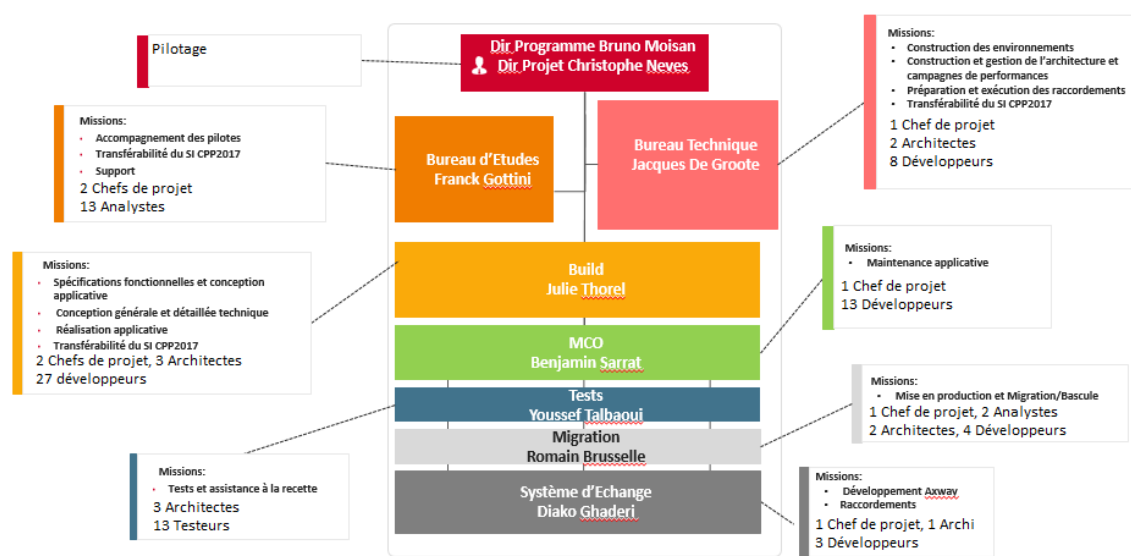 Pilotage
Dir Programme Bruno Moisan
Dir Projet Christophe Neves
Missions:
• Construction des environnements
• Construction et gestion de l'architecture et
campagnes de performances
• Préparation et exécution des raccordements
• Transférabilité du SI CPP2017
1 Chef de projet
2 Architectes
8 Développeurs
Missions:
• Accompagnement des pilotes
• Transférabilité du SI CPP2017
• Support
2 Chefs de projet
13 Analystes
Bureau d'Etudes
Franck Gottini
Bureau Technique
Jacques De Groote
Missions:
• Spécifications fonctionnelles et conception
applicative
• Conception générale et détaillée technique
• Réalisation applicative
• Transférabilité du SI CPP2017
2 Chefs de projet, 3 Architectes
27 développeurs
Build
Julie Thorel
Missions:
• Maintenance applicative
1 Chef de projet
13 Développeurs
MCO
Benjamin Sarrat
Tests
Youssef Talbaoui
Migration
Romain Brusselle
Missions:
• Mise en production et Migration/Bascule
1 Chef de projet, 2 Analystes
2 Architectes, 4 Développeurs
Missions:
• Tests et assistance à la recette
3 Architectes
13 Testeurs
Système d'Echange
Diako Ghaderi
Missions:
• Développement Axway
• Raccordements
1 Chef de projet, 1 Archi
3 Développeurs